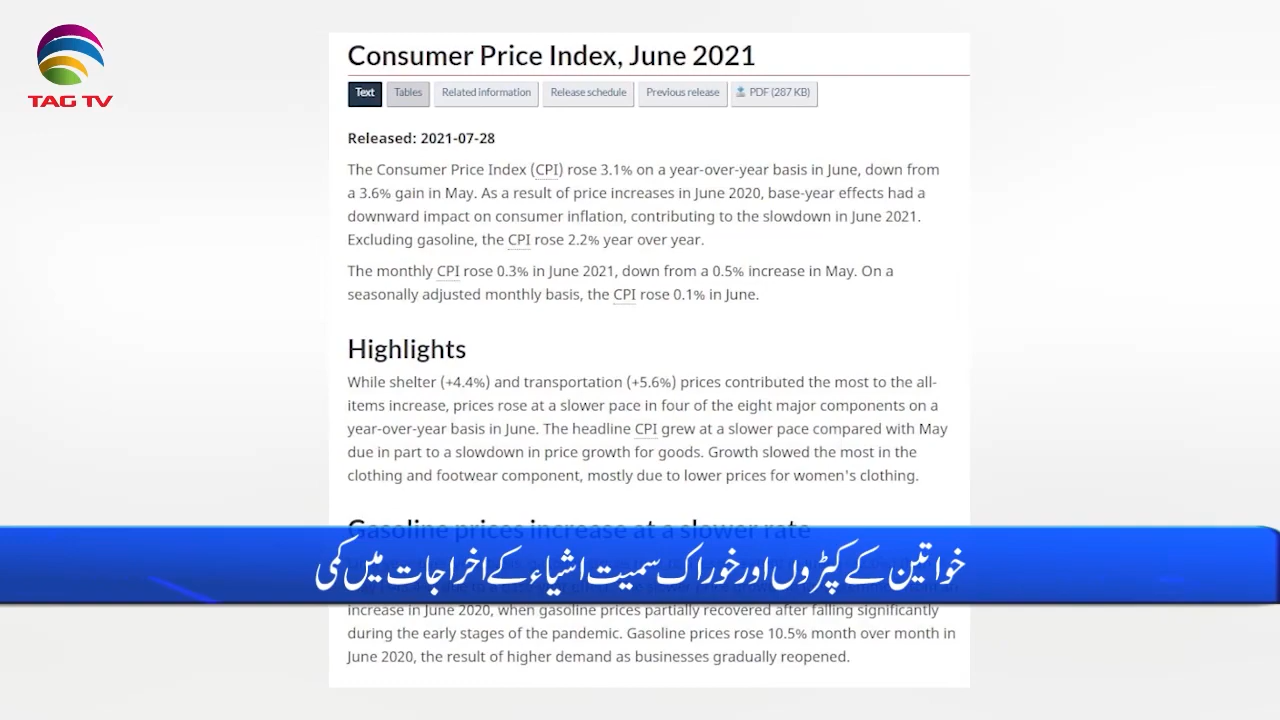 TAG TV
Consumer Price Index, June 2021
Text Tables Related information Release schedule Previous release PDF (287 KB)
Released: 2021-07-28
The Consumer Price Index (CPI) rose 3.1% on a year-over-year basis in June, down from
a 3.6% gain in May. As a result of price increases in June 2020, base-year effects had a
downward impact on consumer inflation, contributing to the slowdown in June 2021.
Excluding gasoline, the CPI rose 2.2% year over year.
The monthly CPI rose 0.3% in June 2021, down from a 0.5% increase in May. On a
seasonally adjusted monthly basis, the CPI rose 0.1% in June.
Highlights
While shelter (+4.4%) and transportation (+5.6%) prices contributed the most to the all-
items increase, prices rose at a slower pace in four of the eight major components on a
year-over-year basis in June. The headline CPI grew at a slower pace compared with May
due in part to a slowdown in price growth for goods. Growth slowed the most in the
clothing and footwear component, mostly due to lower prices for women's clothing.
Gasoline prices increase at a slower rate
خواتین کے کپڑوں اور خوراک سمیت اشیاء کے اخراجات میں کمی
increase in June 2020, when gasoline prices partially recovered after falling significantly
during the early stages of the pandemic. Gasoline prices rose 10.5% month over month in
June 2020, the result of higher demand as businesses gradually reopened.